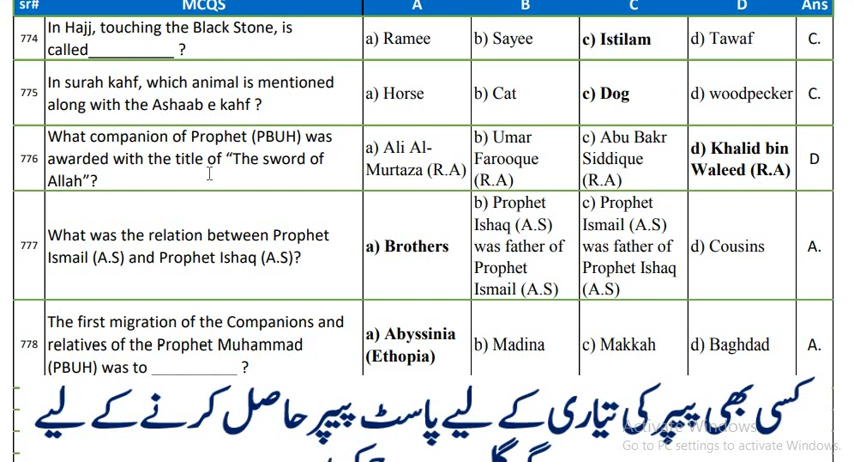 sr# MCQS A B C D Ans
774 In Hajj, touching the Black Stone, is called____________ ? a) Ramee b) Sayee c) Istilam d) Tawaf C.
775 In surah kahf, which animal is mentioned along with the Ashaab e kahf ? a) Horse b) Cat c) Dog d) woodpecker C.
776 What companion of Prophet (PBUH) was awarded with the title of “The sword of Allah”? a) Ali Al-Murtaza (R.A) b) Umar Farooque (R.A) c) Abu Bakr Siddique (R.A) d) Khalid bin Waleed (R.A) D
777 What was the relation between Prophet Ismail (A.S) and Prophet Ishaq (A.S)? a) Brothers b) Prophet Ishaq (A.S) was father of Prophet Ismail (A.S) c) Prophet Ismail (A.S) was father of Prophet Ishaq (A.S) d) Cousins A.
778 The first migration of the Companions and relatives of the Prophet Muhammad (PBUH) was to ____________ ? a) Abyssinia (Ethopia) b) Madina c) Makkah d) Baghdad A.
کسی بھی پیپر کی تیاری کے لیے پاسٹ پیپر حاصل کرنے کے لیے
Activate Windows
Go to PC settings to activate Windows.